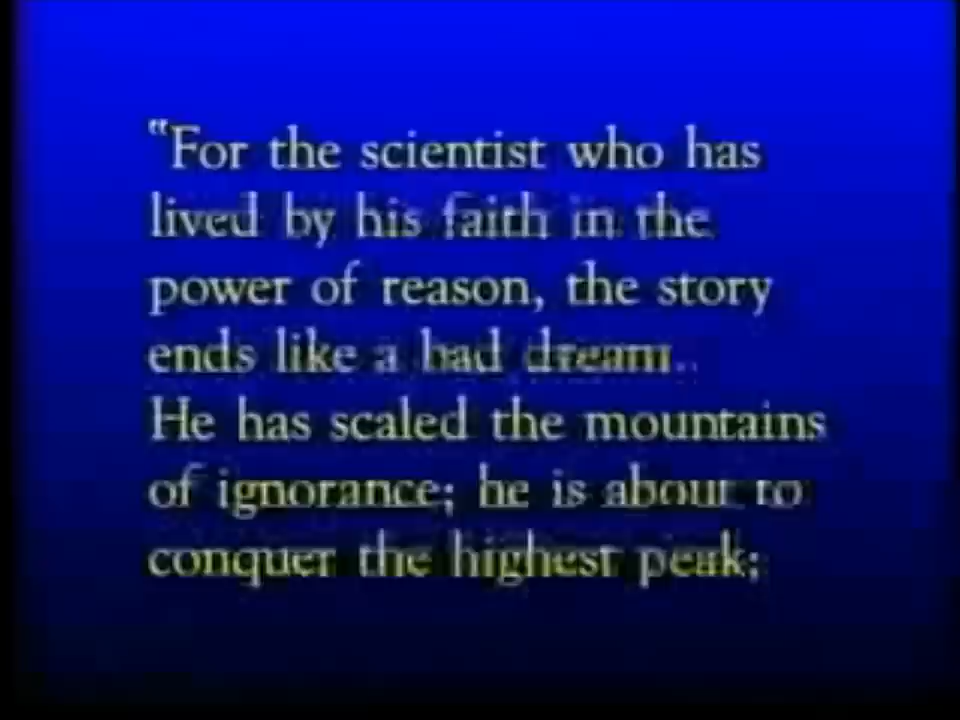 "For the scientist who has
lived by his faith in the
power of reason, the story
ends like a bad dream.
He has scaled the mountains
of ignorance; he is about to
conquer the highest peak;